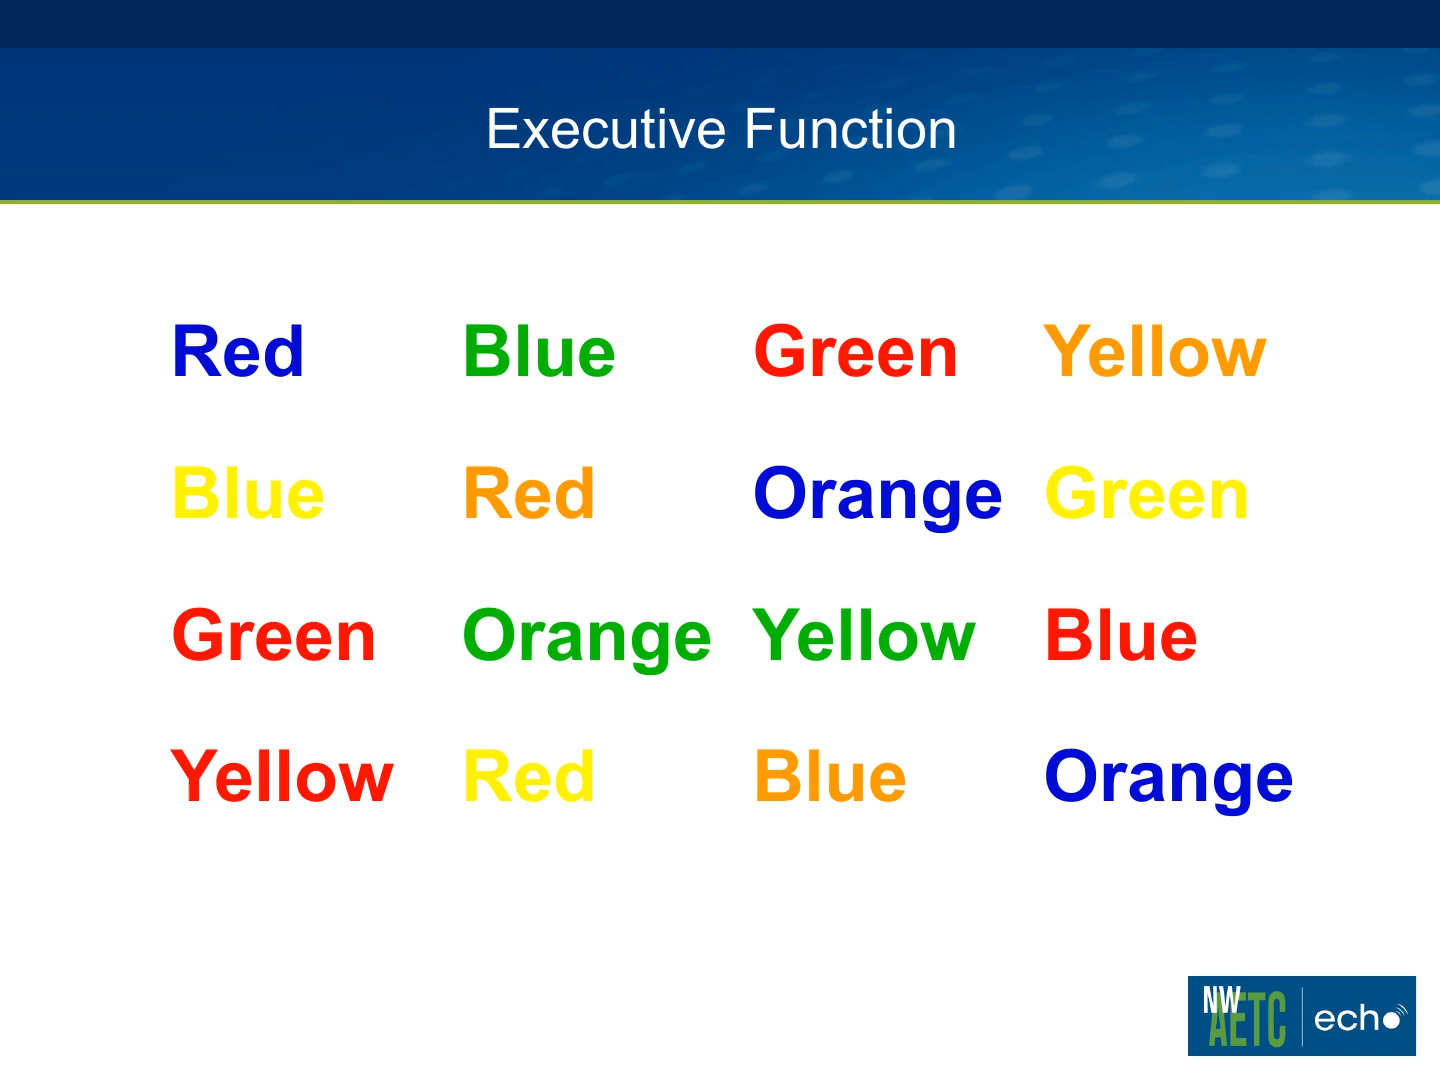 Executive Function
Red Blue Green Yellow
Blue Red Orange Green
Green Orange Yellow Blue
Yellow Red Blue Orange
NW AETC echo